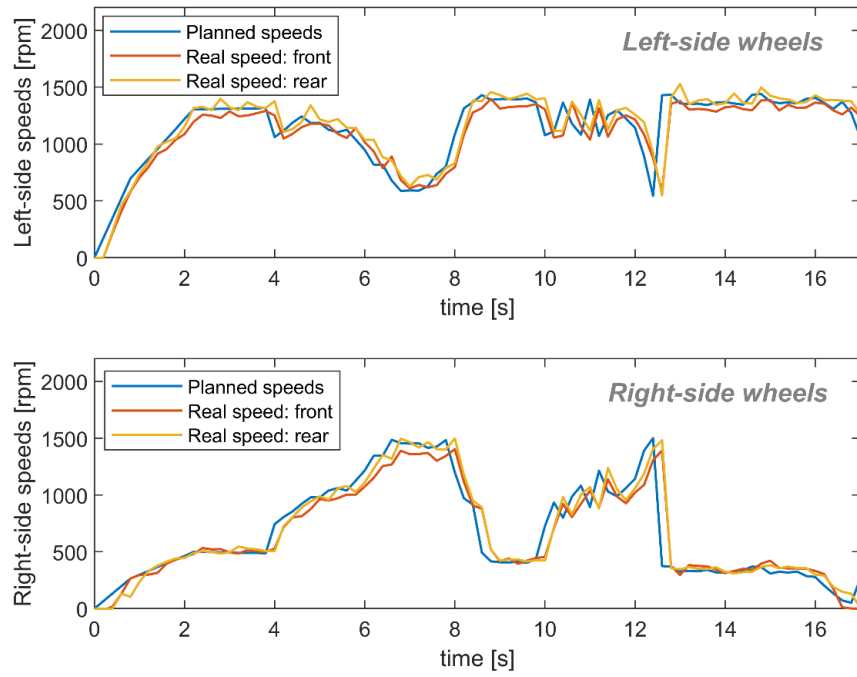 Left-side speeds [rpm]
2000
1500
1000
500
0
Planned speeds
Real speed: front
Real speed: rear
Left-side wheels
0 2 4 6 8 10 12 14 16
time [s]
Right-side speeds [rpm]
2000
1500
1000
500
0
Planned speeds
Real speed: front
Real speed: rear
Right-side wheels
0 2 4 6 8 10 12 14 16
time [s]